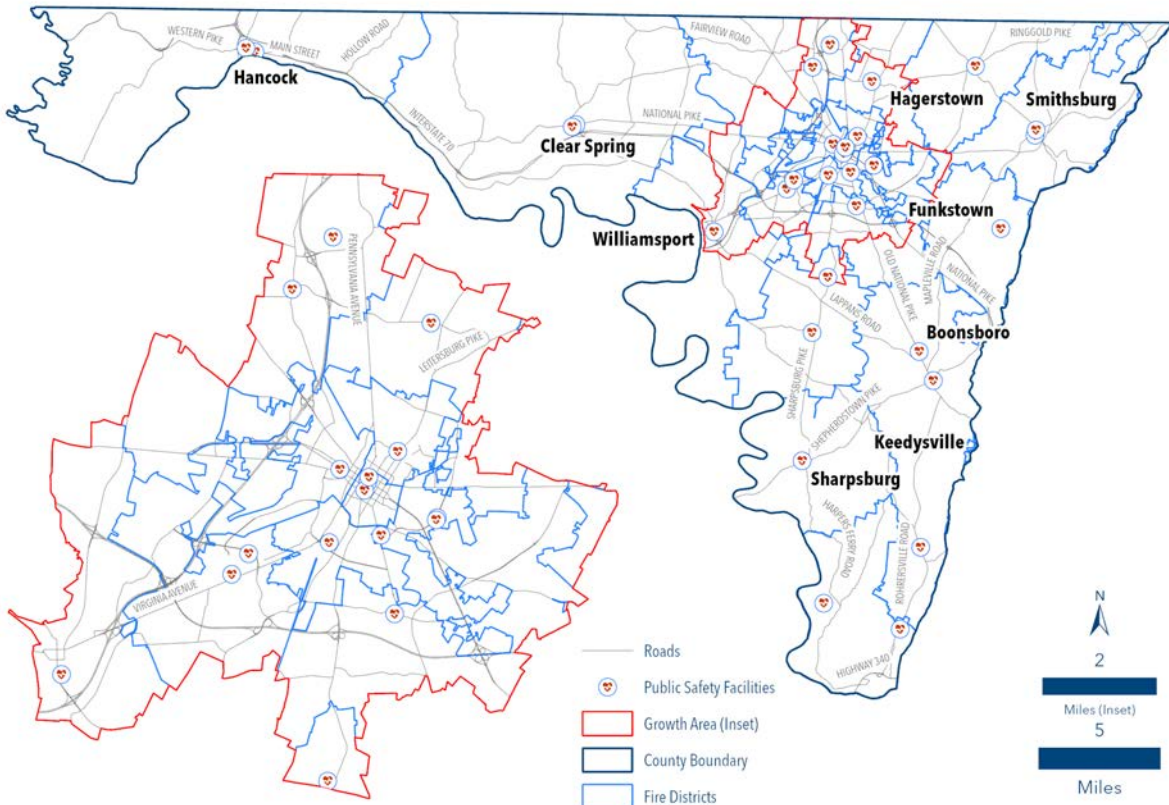 WESTERN PIKE
MAIN STREET
HOLLOW ROAD
Hancock
INTERSTATE 70
Clear Spring
NATIONAL PIKE
FAIRVIEW ROAD
RINGGOLD PIKE
Hagerstown
Smithsburg
Williamsport
Funkstown
OLD NATIONAL PIKE
MAPLEVILLE ROAD
NATIONAL PIKE
LAPPANS ROAD
Boonsboro
SHARPSBURG PIKE
SHEPHERDSTOWN PIKE
Keedysville
Sharpsburg
HARPERS FERRY ROAD
ROHRERSVILLE ROAD
HIGHWAY 340
PENNSYLVANIA AVENUE
LEITERSBURG PIKE
VIRGINIA AVENUE
Roads
Public Safety Facilities
Growth Area (Inset)
County Boundary
Fire Districts
N
2
Miles (Inset)
5
Miles